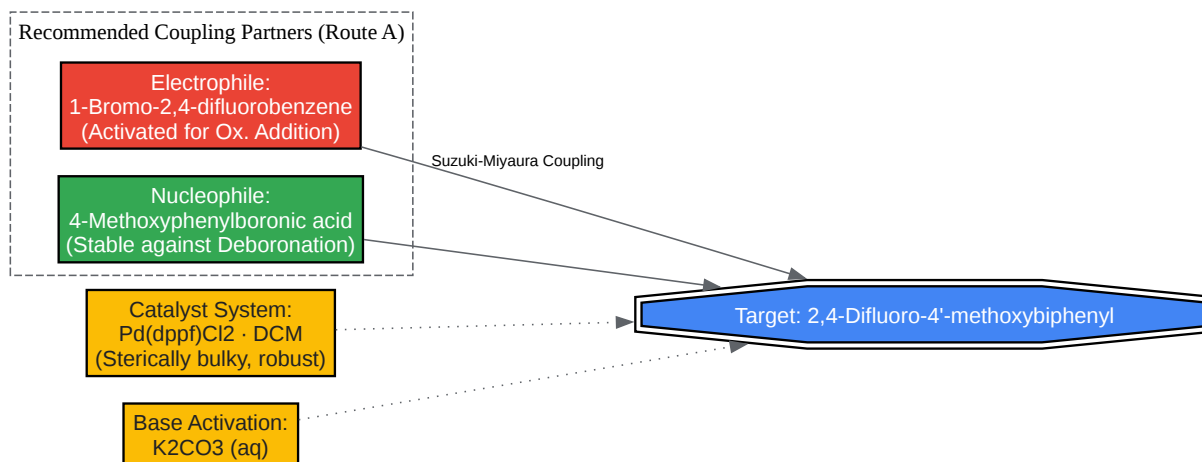 Recommended Coupling Partners (Route A)
Electrophile:
1-Bromo-2,4-difluorobenzene
(Activated for Ox. Addition)
Suzuki-Miyaura Coupling
Nucleophile:
4-Methoxyphenylboronic acid
(Stable against Deboronation)
Catalyst System:
Pd(dppf)Cl2 · DCM
(Sterically bulky, robust)
Target: 2,4-Difluoro-4'-methoxybiphenyl
Base Activation:
K2CO3 (aq)